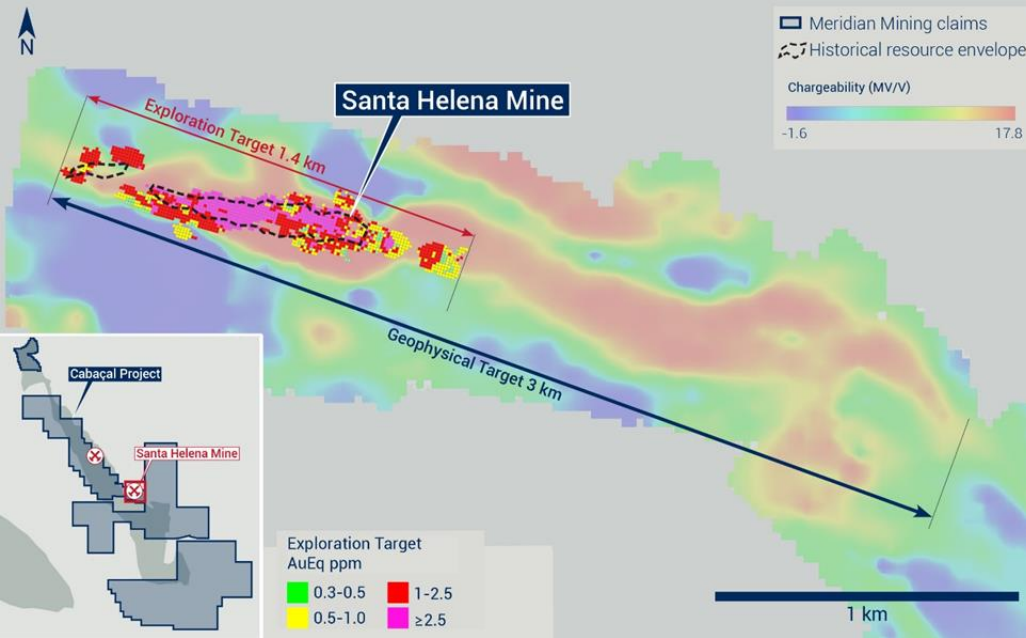 N
Meridian Mining claims
Historical resource envelope
Chargeability (MV/V)
-1.6
17.8
Santa Helena Mine
Exploration Target 1.4 km
Geophysical Target 3 km
Cabaçal Project
Santa Helena Mine
Exploration Target
AuEq ppm
0.3-0.5
1-2.5
0.5-1.0
≥2.5
1 km